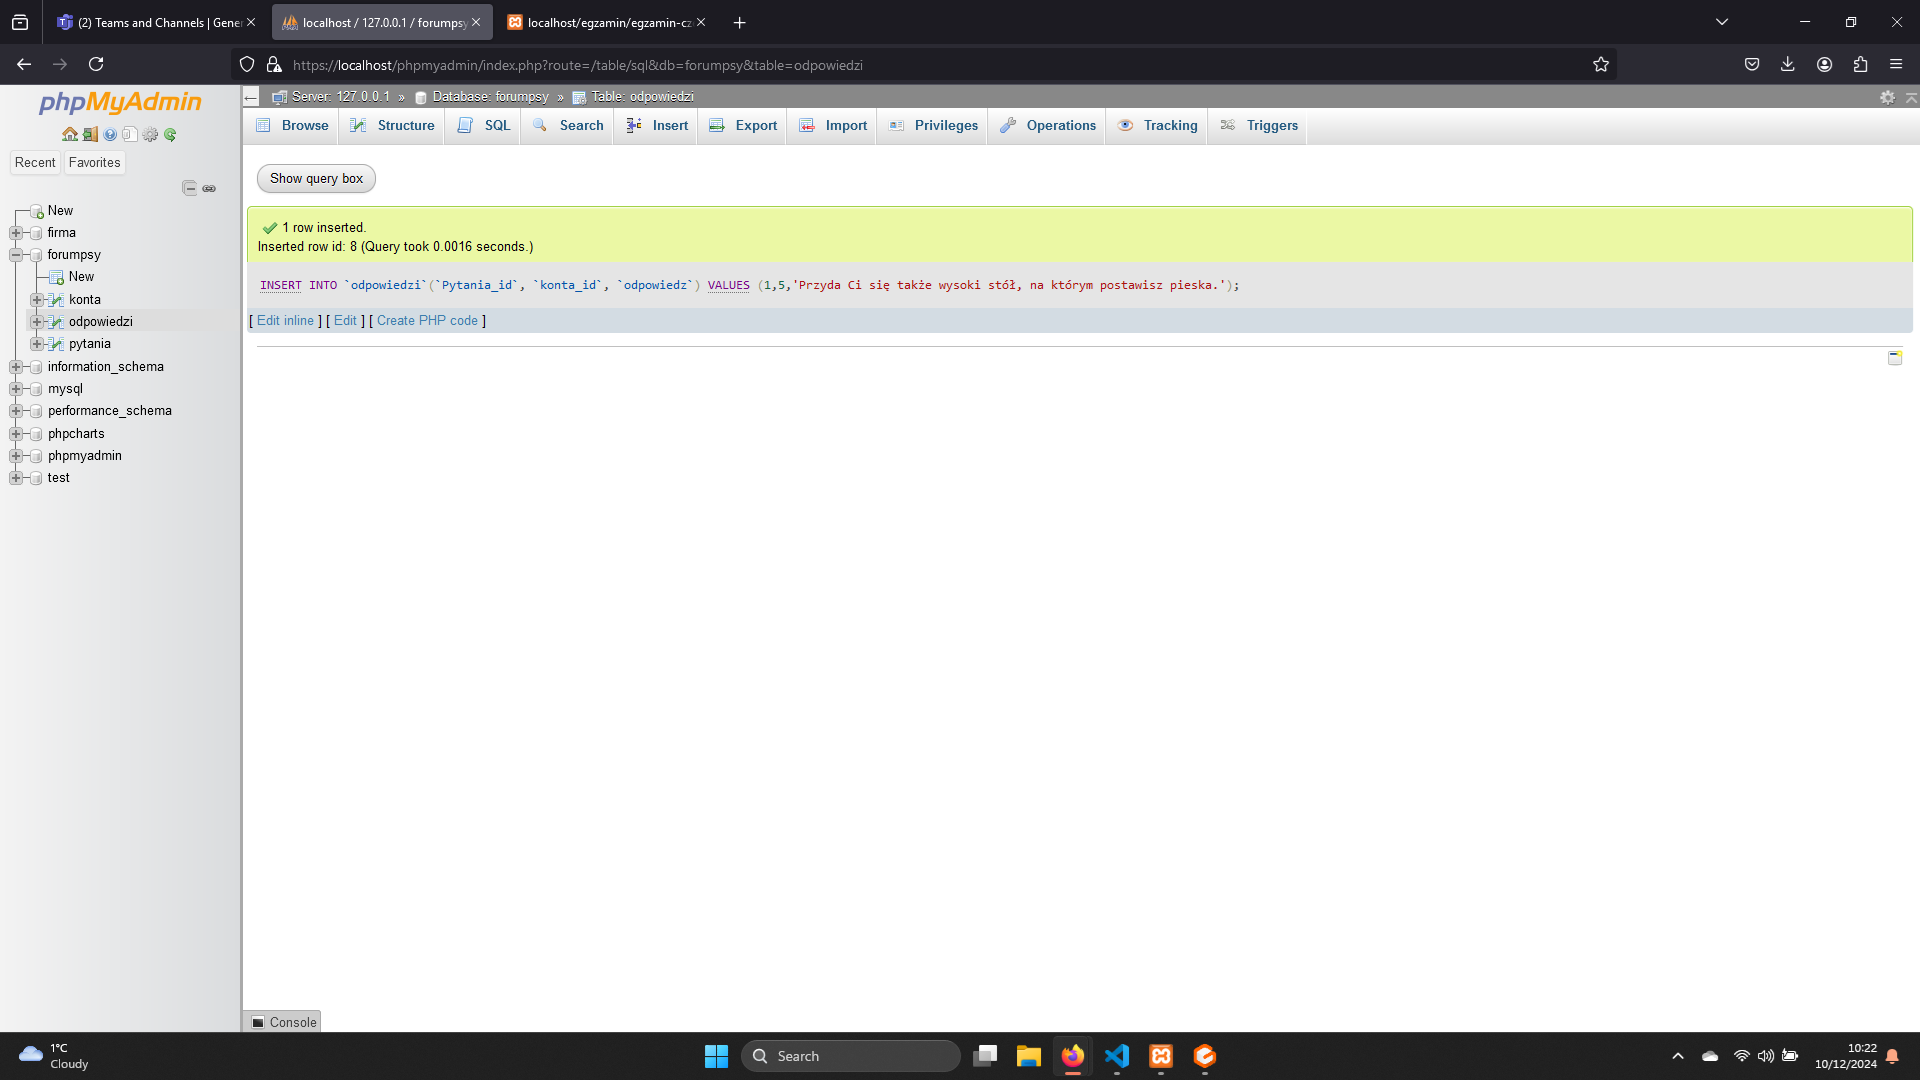 (2) Teams and Channels | Gener
localhost / 127.0.0.1 / forumpsy
localhost/egzamin/egzamin-cz
https://localhost/phpmyadmin/index.php?route=/table/sql&db=forumpsy&table=odpowiedzi
phpMyAdmin
Recent
Favorites
New
firma
forumpsy
New
konta
odpowiedzi
pytania
information_schema
mysql
performance_schema
phpcharts
phpmyadmin
test
Server: 127.0.0.1 » Database: forumpsy » Table: odpowiedzi
Browse Structure SQL Search Insert Export Import Privileges Operations Tracking Triggers
Show query box
1 row inserted.
Inserted row id: 8 (Query took 0.0016 seconds.)
INSERT INTO `odpowiedzi`(`Pytania_id`, `konta_id`, `odpowiedz`) VALUES (1,5,'Przyda Ci się także wysoki stół, na którym postawisz pieska.');
[ Edit inline ] [ Edit ] [ Create PHP code ]
Console
1°C
Cloudy
Search
10:22
10/12/2024